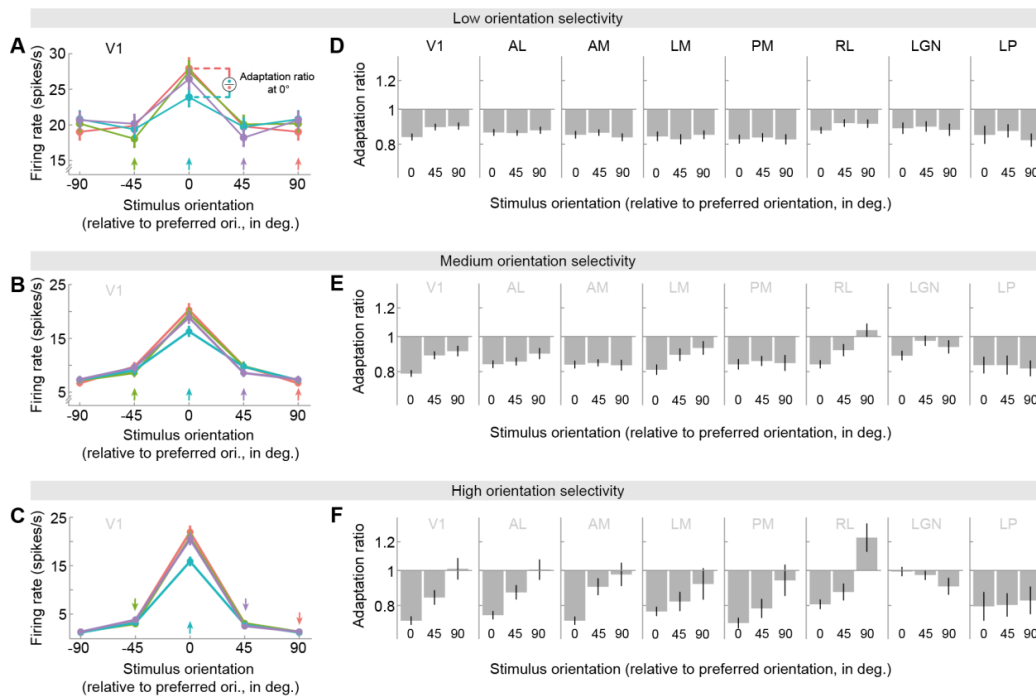 Low orientation selectivity
A
V1
Firing rate (spikes/s)
30
25
20
15
Adaptation ratio
at 0°
-90 -45 0 45 90
Stimulus orientation
(relative to preferred ori., in deg.)
D
V1 AL AM LM PM RL LGN LP
Adaptation ratio
1.2
1
0.8
0 45 90 0 45 90 0 45 90 0 45 90 0 45 90 0 45 90 0 45 90 0 45 90
Stimulus orientation (relative to preferred orientation, in deg.)
Medium orientation selectivity
B
V1
Firing rate (spikes/s)
25
15
5
-90 -45 0 45 90
Stimulus orientation
(relative to preferred ori., in deg.)
E
V1 AL AM LM PM RL LGN LP
Adaptation ratio
1.2
1
0.8
0 45 90 0 45 90 0 45 90 0 45 90 0 45 90 0 45 90 0 45 90 0 45 90
Stimulus orientation (relative to preferred orientation, in deg.)
High orientation selectivity
C
V1
Firing rate (spikes/s)
25
15
5
-90 -45 0 45 90
Stimulus orientation
(relative to preferred ori., in deg.)
F
V1 AL AM LM PM RL LGN LP
Adaptation ratio
1.2
1
0.8
0 45 90 0 45 90 0 45 90 0 45 90 0 45 90 0 45 90 0 45 90 0 45 90
Stimulus orientation (relative to preferred orientation, in deg.)